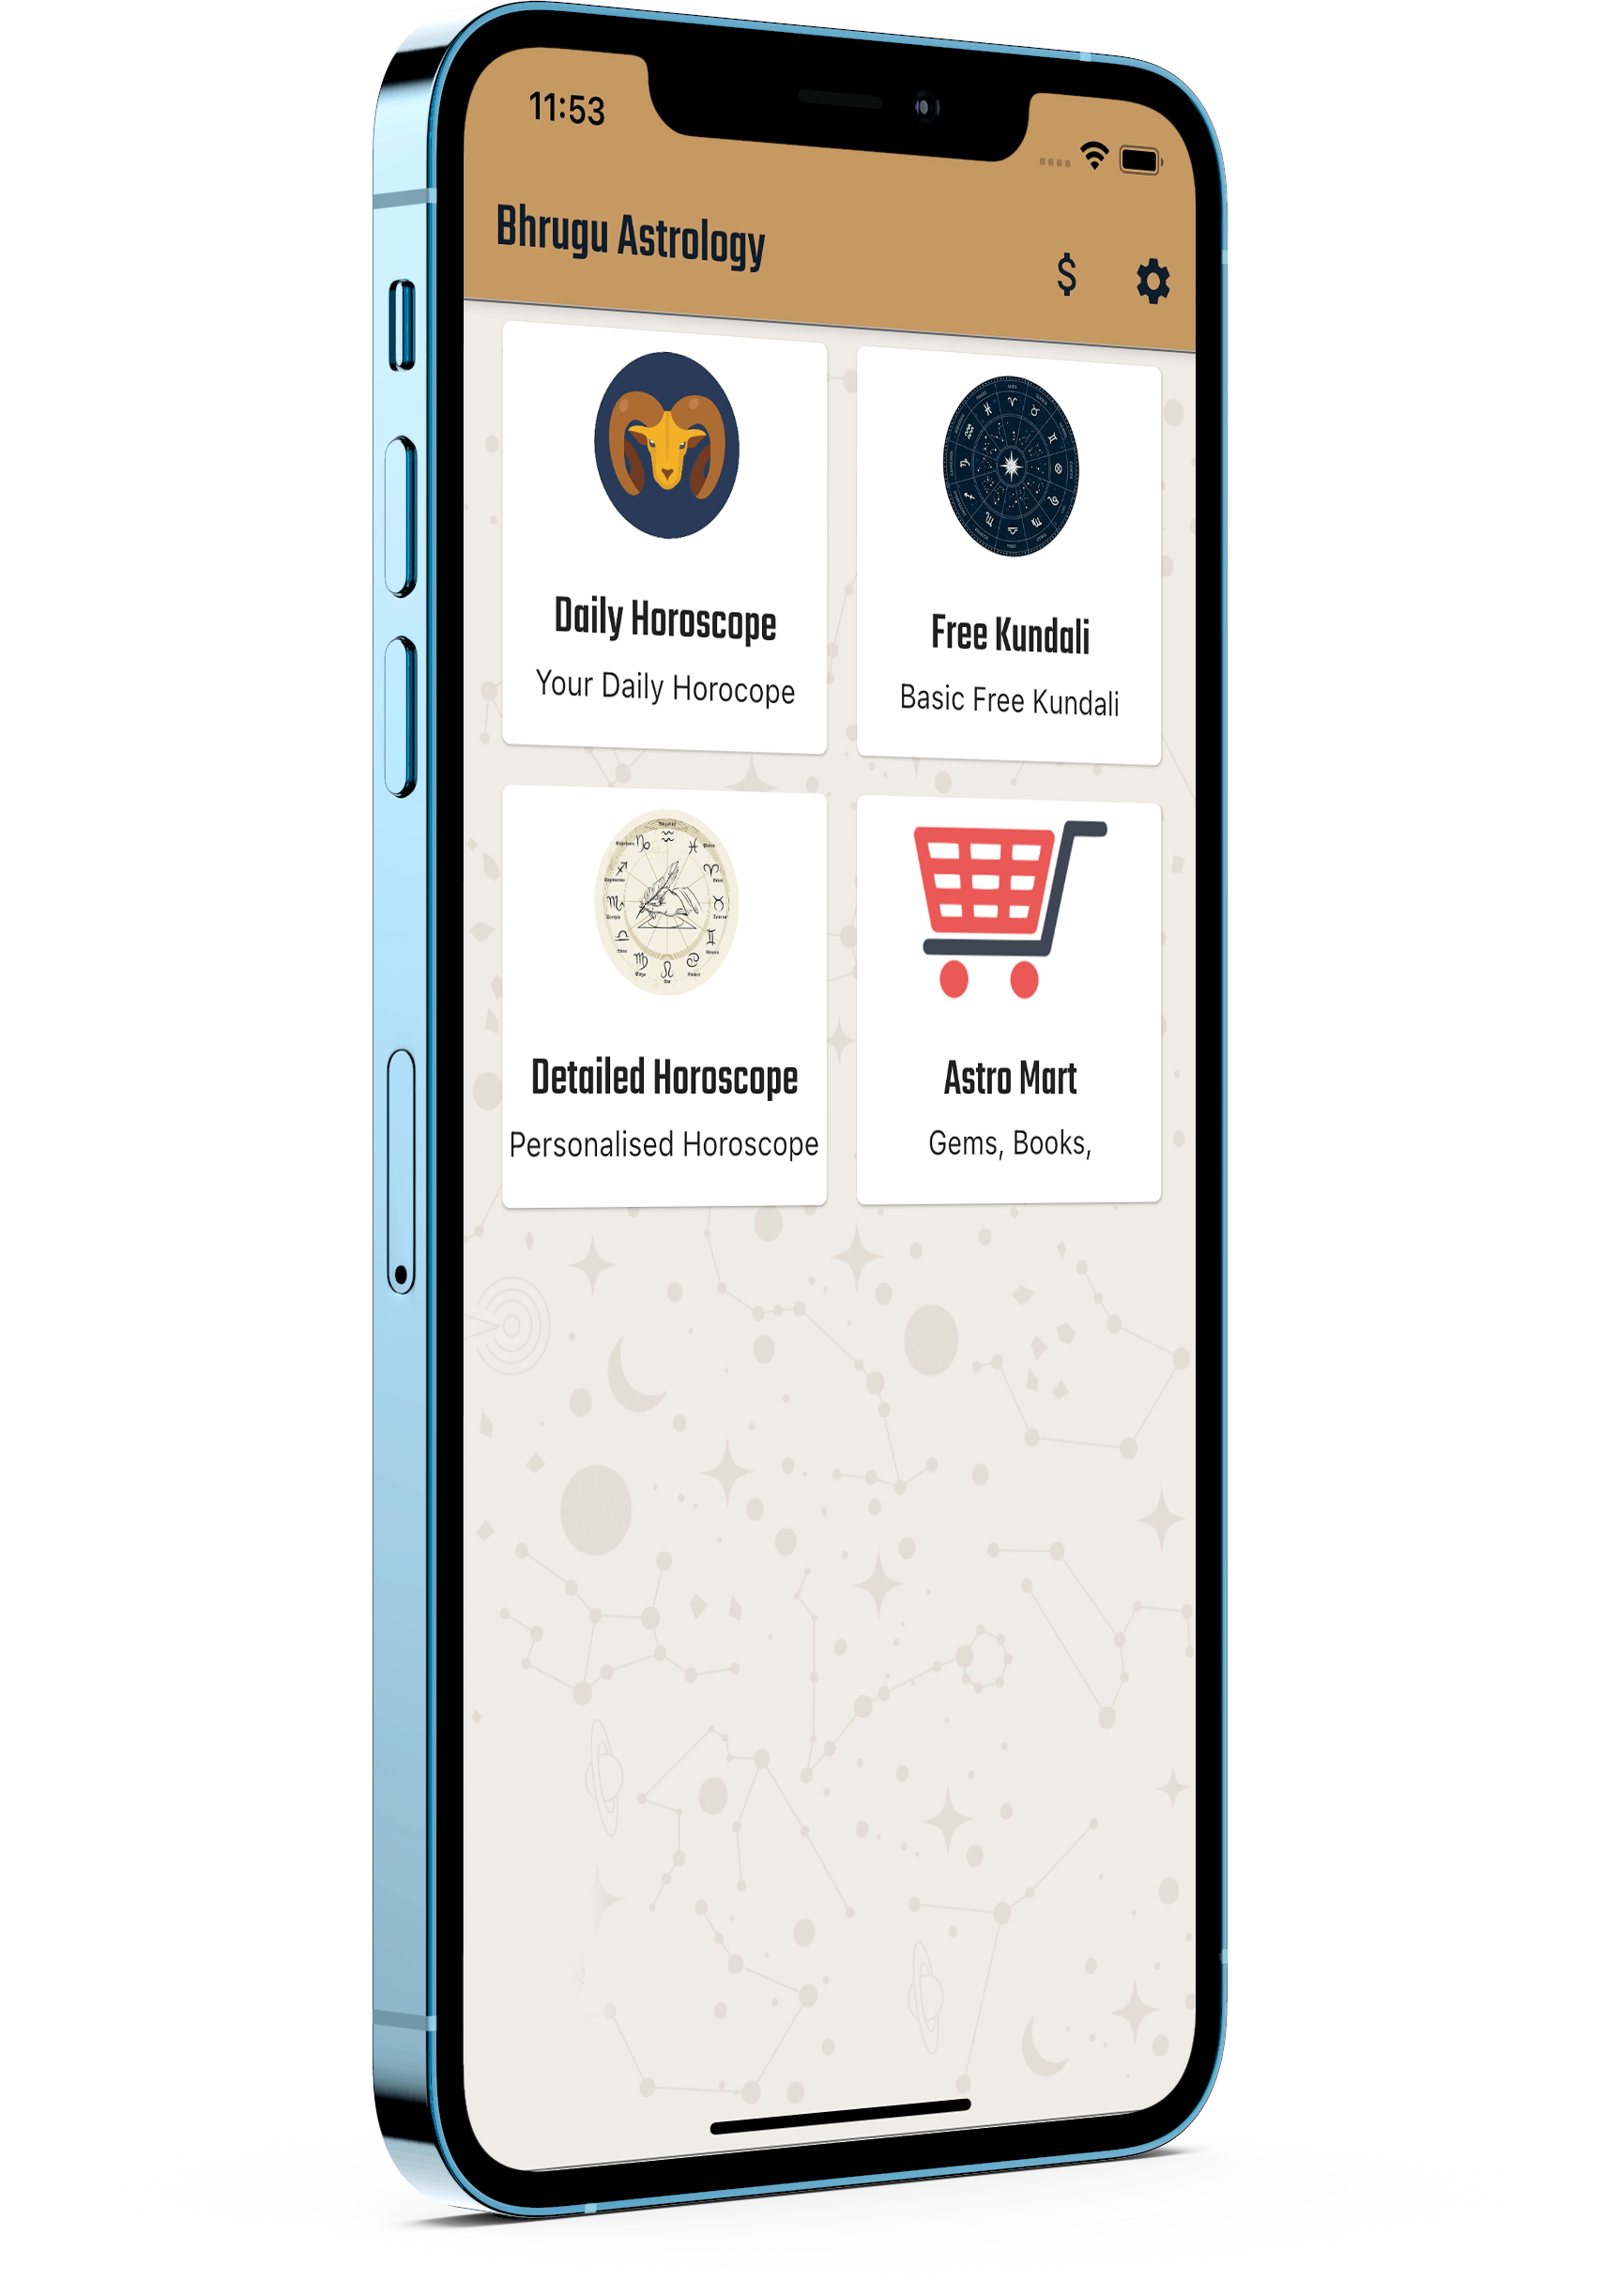 11:53
Bhrugu Astrology
$
Daily Horoscope
Your Daily Horocope
Free Kundali
Basic Free Kundali
Detailed Horoscope
Personalised Horoscope
Astro Mart
Gems, Books,